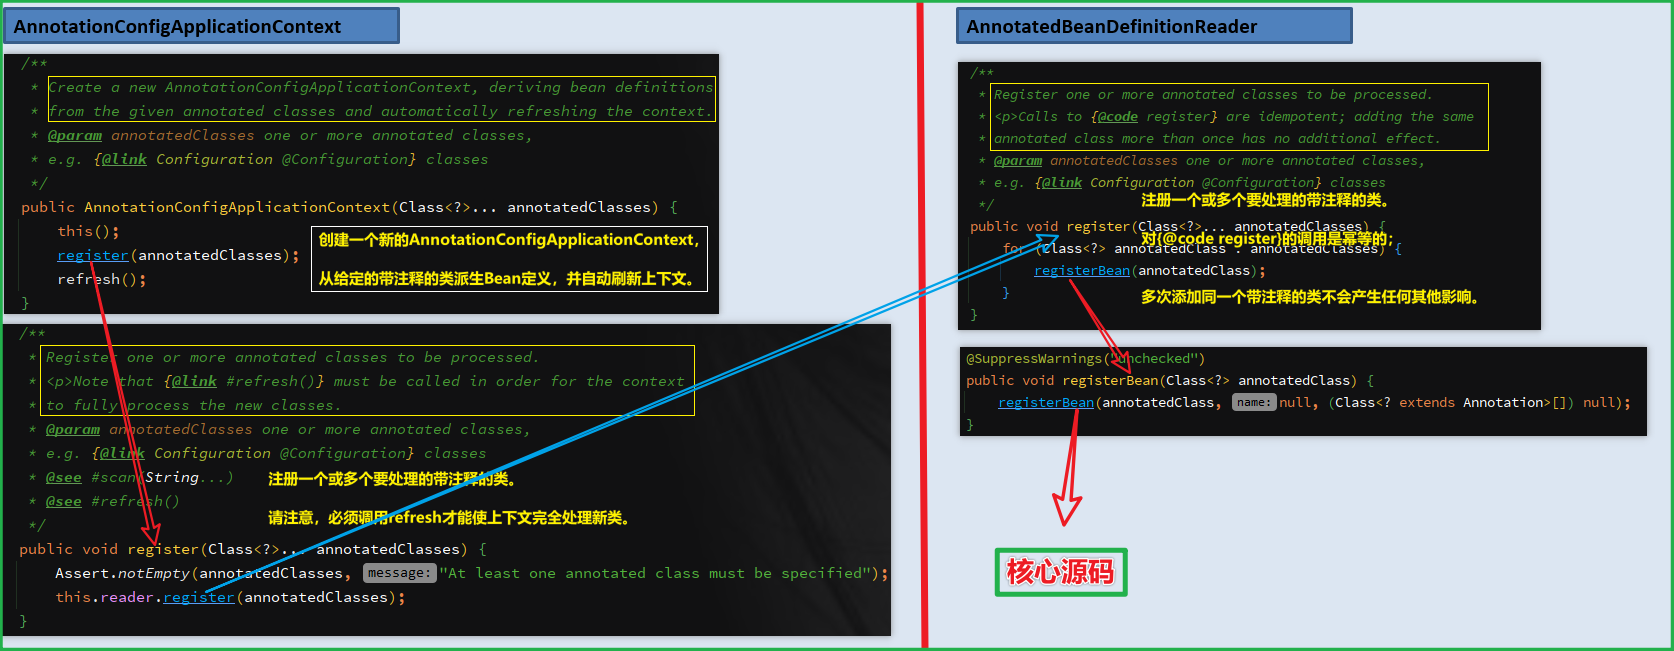 AnnotationConfigApplicationContext
/**
* Create a new AnnotationConfigApplicationContext, deriving bean definitions
* from the given annotated classes and automatically refreshing the context.
* @param annotatedClasses one or more annotated classes,
* e.g. {@link Configuration @Configuration} classes
*/
public AnnotationConfigApplicationContext(Class<?>... annotatedClasses) {
this();
register(annotatedClasses);
refresh();
}
创建一个新的AnnotationConfigApplicationContext，
从给定的带注释的类派生Bean定义，并自动刷新上下文。
/**
* Register one or more annotated classes to be processed.
* <p>Note that {@link #refresh()} must be called in order for the context
* to fully process the new classes.
* @param annotatedClasses one or more annotated classes,
* e.g. {@link Configuration @Configuration} classes
* @see #scan(String...)
* @see #refresh()
*/
注册一个或多个要处理的带注释的类。
请注意，必须调用refresh才能使上下文完全处理新类。
public void register(Class<?>... annotatedClasses) {
Assert.notEmpty(annotatedClasses, message: "At least one annotated class must be specified");
this.reader.register(annotatedClasses);
}
AnnotatedBeanDefinitionReader
/**
* Register one or more annotated classes to be processed.
* <p>Calls to {@code register} are idempotent; adding the same
* annotated class more than once has no additional effect.
* @param annotatedClasses one or more annotated classes,
* e.g. {@link Configuration @Configuration} classes
*/
注册一个或多个要处理的带注释的类。
public void register(Class<?>... annotatedClasses) {
对{@code register}的调用是幂等的；
for (Class<?> annotatedClass : annotatedClasses) {
registerBean(annotatedClass);
}
多次添加同一个带注释的类不会产生任何其他影响。
}
@SuppressWarnings("unchecked")
public void registerBean(Class<?> annotatedClass) {
registerBean(annotatedClass, name: null, (Class<? extends Annotation>[]) null);
}
核心源码